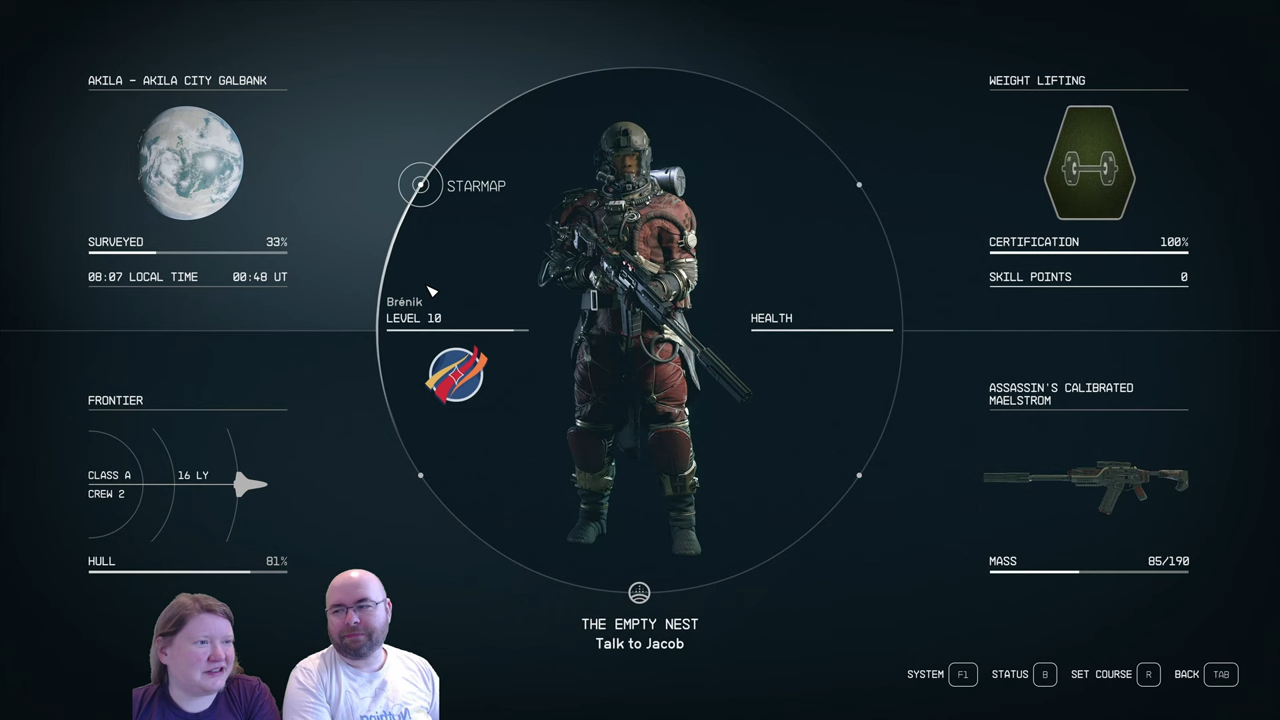 AKILA – AKILA CITY GALBANK
SURVEYED 33%
08:07 LOCAL TIME 00:48 UT
STARMAP
WEIGHT LIFTING
CERTIFICATION 100%
SKILL POINTS 0
Brénik
LEVEL 10
HEALTH
FRONTIER
CLASS A 16 LY
CREW 2
HULL 81%
ASSASSIN'S CALIBRATED
MAELSTROM
MASS 85/190
THE EMPTY NEST
Talk to Jacob
SYSTEM F1 STATUS B SET COURSE R BACK TAB
Nothing